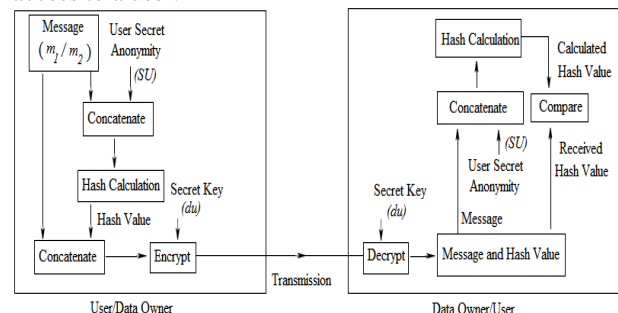 Message
(m1/m2)
User Secret
Anonymity
(SU)
Concatenate
Hash Calculation
Hash Value
Secret Key
(du)
Concatenate
Encrypt
User/Data Owner
Transmission
Hash Calculation
Calculated
Hash Value
Concatenate
Compare
(SU)
User Secret
Anonymity
Received
Hash Value
Secret Key
(du)
Message
Decrypt
Message and Hash Value
Data Owner/User